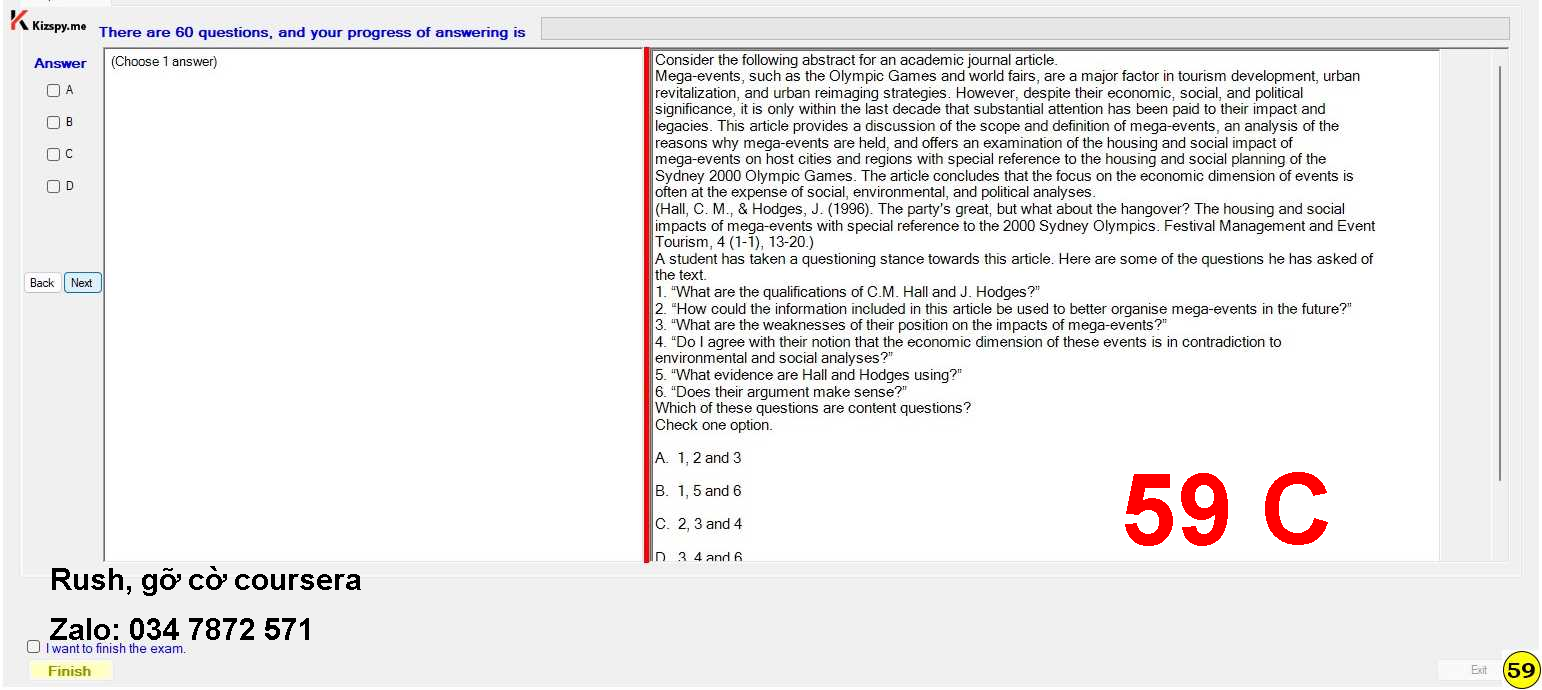 Kizspy.me
There are 60 questions, and your progress of answering is
Answer
A
B
C
D
Back
Next
(Choose 1 answer)
Consider the following abstract for an academic journal article.
Mega-events, such as the Olympic Games and world fairs, are a major factor in tourism development, urban
revitalization, and urban reimaging strategies. However, despite their economic, social, and political
significance, it is only within the last decade that substantial attention has been paid to their impact and
legacies. This article provides a discussion of the scope and definition of mega-events, an analysis of the
reasons why mega-events are held, and offers an examination of the housing and social impact of
mega-events on host cities and regions with special reference to the housing and social planning of the
Sydney 2000 Olympic Games. The article concludes that the focus on the economic dimension of events is
often at the expense of social, environmental, and political analyses.
(Hall, C. M., & Hodges, J. (1996). The party's great, but what about the hangover? The housing and social
impacts of mega-events with special reference to the 2000 Sydney Olympics. Festival Management and Event
Tourism, 4 (1-1), 13-20.)
A student has taken a questioning stance towards this article. Here are some of the questions he has asked of
the text.
1. “What are the qualifications of C.M. Hall and J. Hodges?”
2. “How could the information included in this article be used to better organise mega-events in the future?”
3. “What are the weaknesses of their position on the impacts of mega-events?”
4. “Do I agree with their notion that the economic dimension of these events is in contradiction to
environmental and social analyses?”
5. “What evidence are Hall and Hodges using?”
6. “Does their argument make sense?”
Which of these questions are content questions?
Check one option.
A. 1, 2 and 3
B. 1, 5 and 6
C. 2, 3 and 4
D. 3, 4 and 6
59 C
Rush, gỡ cờ coursera
Zalo: 034 7872 571
I want to finish the exam.
Finish
Exit
59